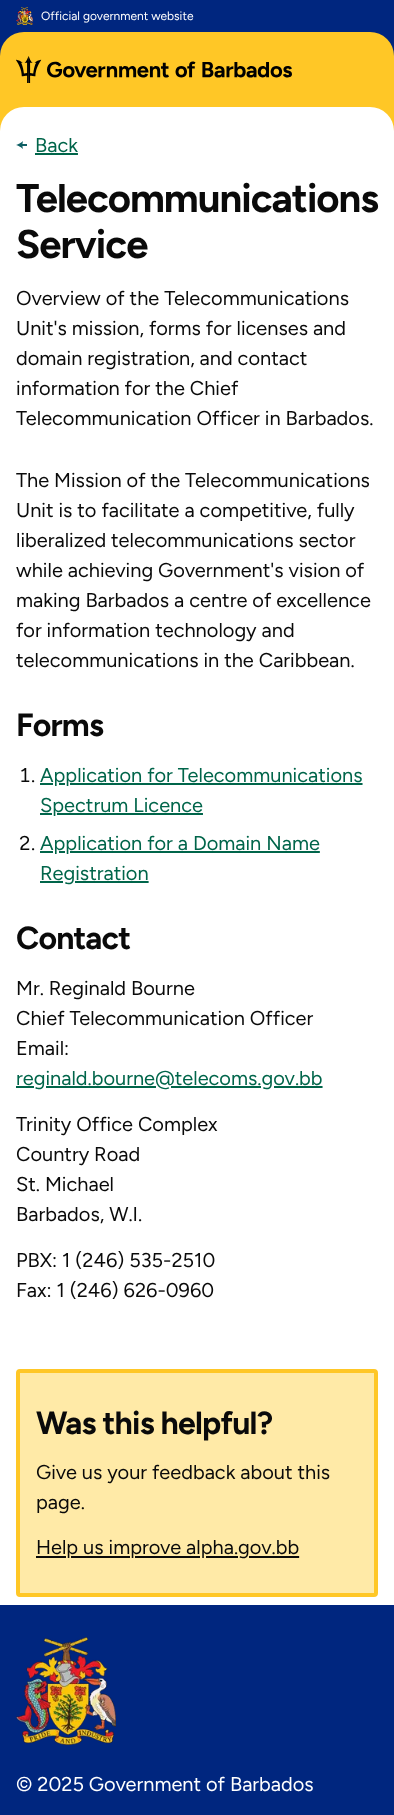 Official government website
Government of Barbados
← Back
Telecommunications
Service
Overview of the Telecommunications
Unit's mission, forms for licenses and
domain registration, and contact
information for the Chief
Telecommunication Officer in Barbados.
The Mission of the Telecommunications
Unit is to facilitate a competitive, fully
liberalized telecommunications sector
while achieving Government's vision of
making Barbados a centre of excellence
for information technology and
telecommunications in the Caribbean.
Forms
1. Application for Telecommunications
Spectrum Licence
2. Application for a Domain Name
Registration
Contact
Mr. Reginald Bourne
Chief Telecommunication Officer
Email:
reginald.bourne@telecoms.gov.bb
Trinity Office Complex
Country Road
St. Michael
Barbados, W.I.
PBX: 1 (246) 535-2510
Fax: 1 (246) 626-0960
Was this helpful?
Give us your feedback about this
page.
Help us improve alpha.gov.bb
PRIDE AND INDUSTRY
© 2025 Government of Barbados